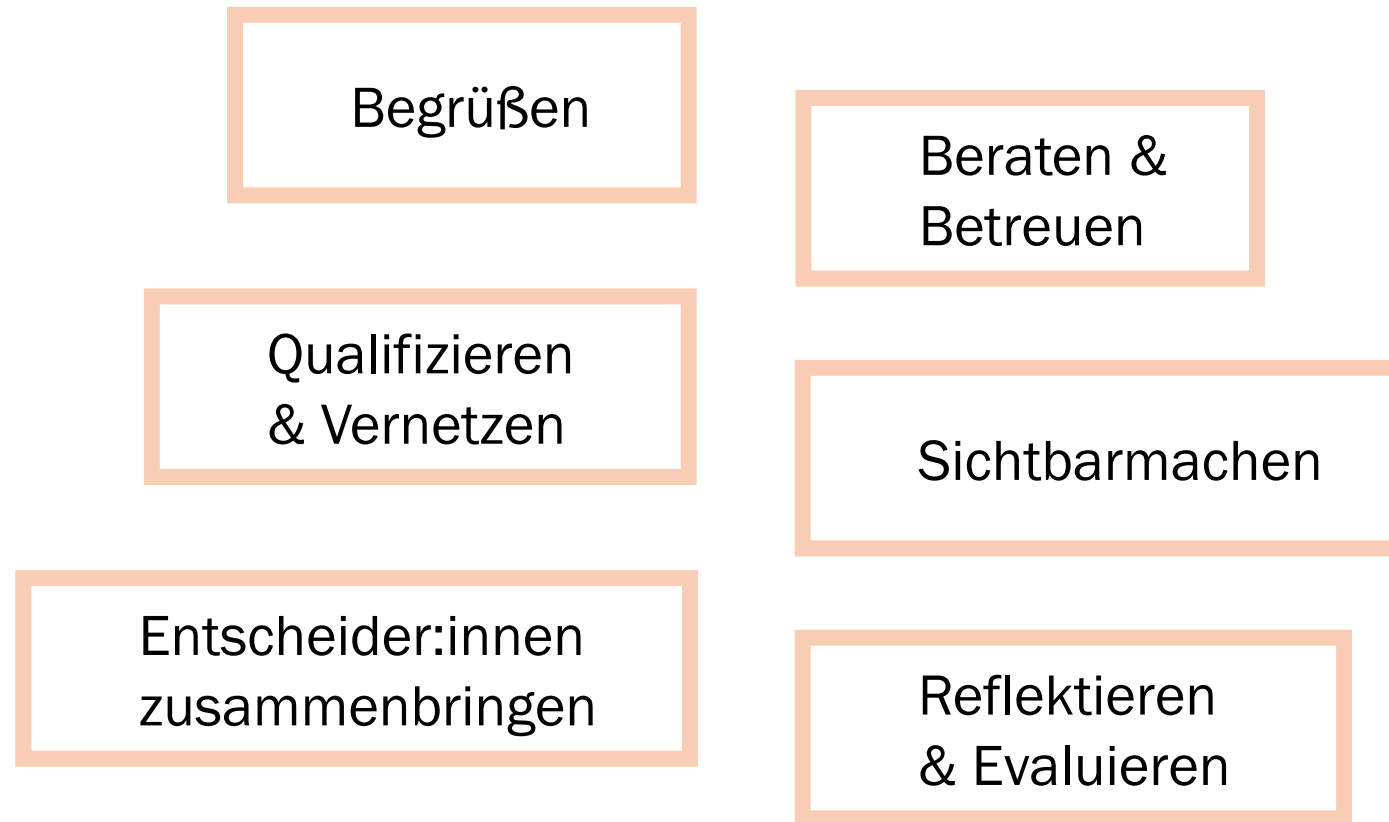 Begrüßen
Beraten &
Betreuen
Qualifizieren
& Vernetzen
Sichtbarmachen
Entscheider:innen
zusammenbringen
Reflektieren
& Evaluieren